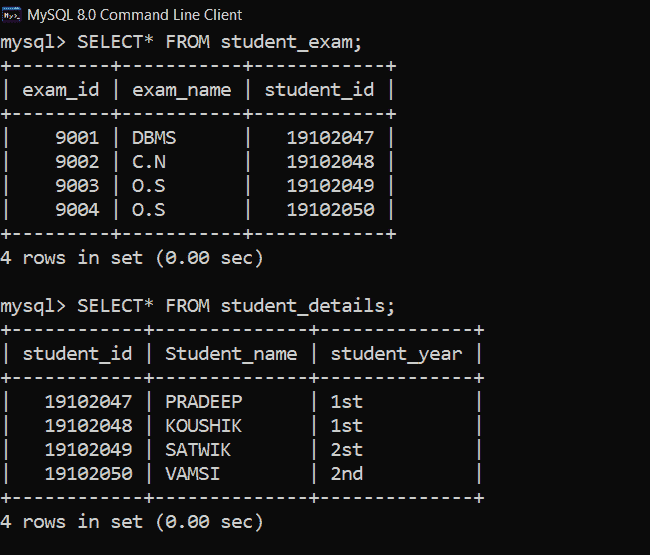 MySQL 8.0 Command Line Client
mysql> SELECT* FROM student_exam;
+---------+-----------+------------+
| exam_id | exam_name | student_id |
+---------+-----------+------------+
|    9001 | DBMS      |   19102047 |
|    9002 | C.N       |   19102048 |
|    9003 | O.S       |   19102049 |
|    9004 | O.S       |   19102050 |
+---------+-----------+------------+
4 rows in set (0.00 sec)
mysql> SELECT* FROM student_details;
+------------+--------------+--------------+
| student_id | Student_name | student_year |
+------------+--------------+--------------+
|   19102047 | PRADEEP      | 1st          |
|   19102048 | KOUSHIK      | 1st          |
|   19102049 | SATWIK       | 2st          |
|   19102050 | VAMSI        | 2nd          |
+------------+--------------+--------------+
4 rows in set (0.00 sec)